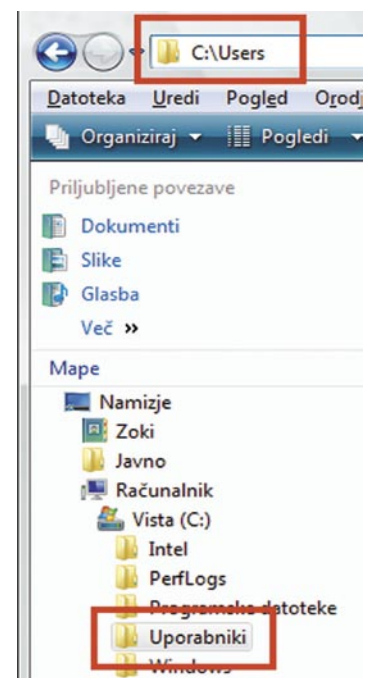 C:\Users
Datoteka Uredi Pogled Orodj
Organiziraj Pogledi
Priljubljene povezave
Dokumenti
Slike
Glasba
Več »
Mape
Namizje
Zoki
Javno
Računalnik
Vista (C:)
Intel
PerfLogs
Programske datoteke
Uporabniki
Windows